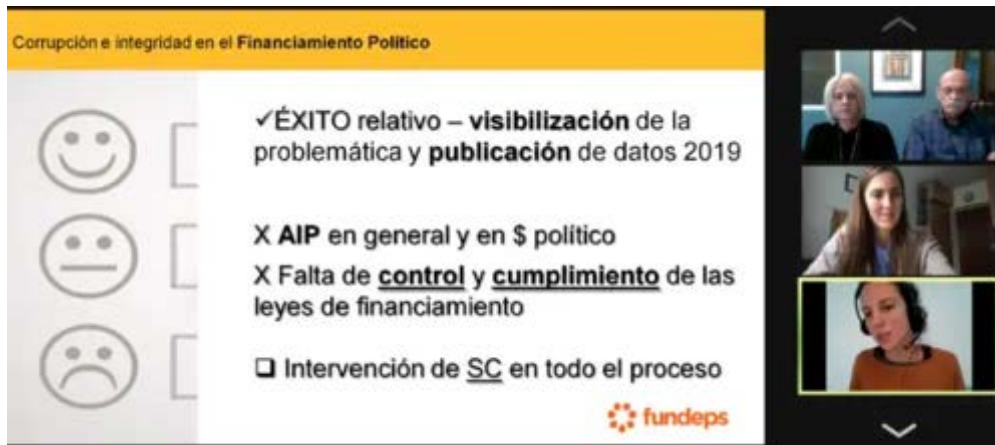 Corrupción e integridad en el Financiamiento Político
✓ÉXITO relativo – visibilización de la
problemática y publicación de datos 2019
X AIP en general y en $ político
X Falta de control y cumplimiento de las
leyes de financiamiento
❑ Intervención de SC en todo el proceso
fundeps